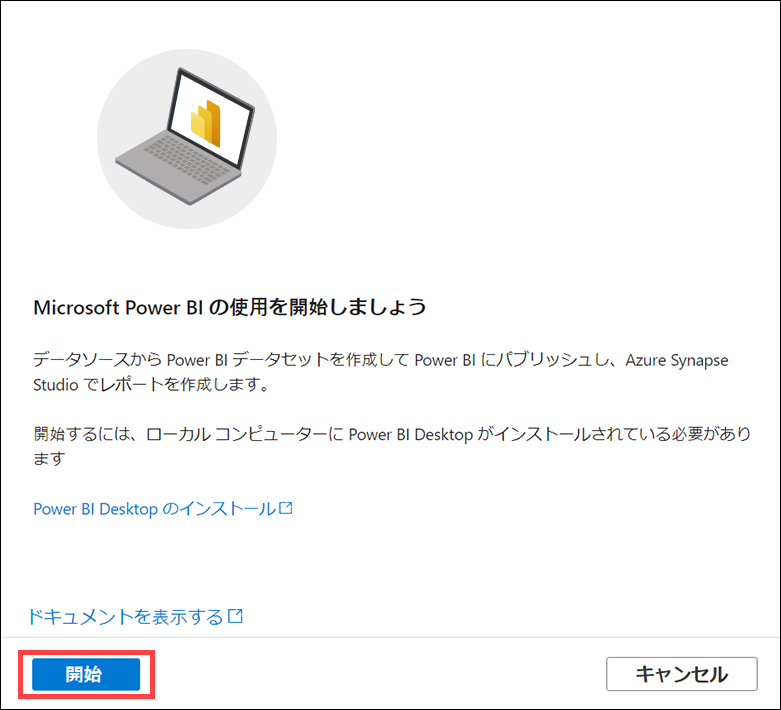 Microsoft Power BI の使用を開始しましょう
データソースから Power BI データセットを作成して Power BI にパブリッシュし、Azure Synapse
Studio でレポートを作成します。
開始するには、ローカル コンピューターに Power BI Desktop がインストールされている必要があり
ます
Power BI Desktop のインストール
ドキュメントを表示する
開始
キャンセル